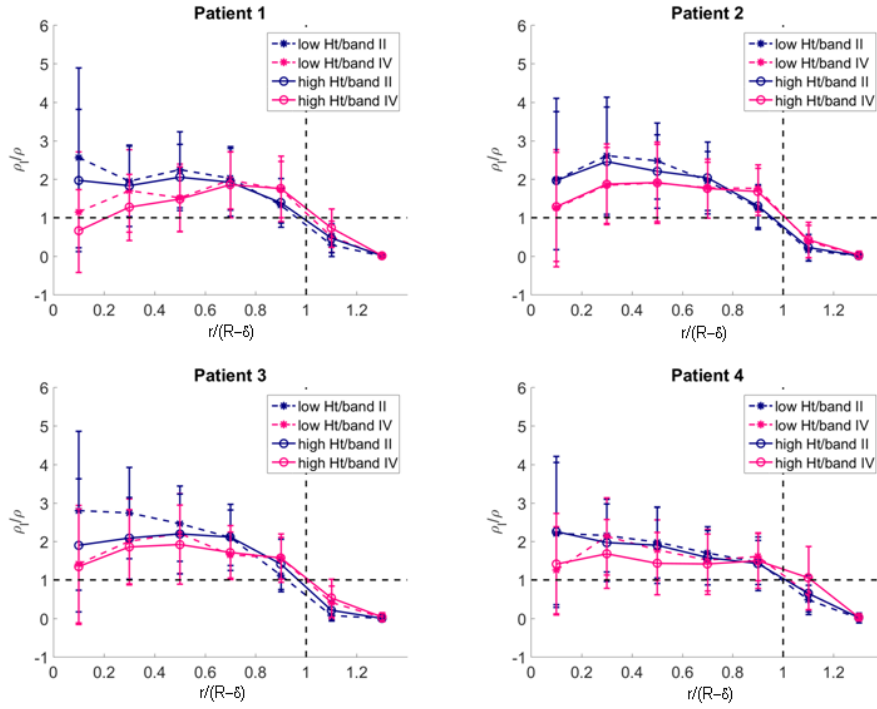 Patient 1
6
5
4
3
2
1
0
-1
ρ_l/ρ
0
0.2
0.4
0.6
0.8
1
1.2
r/(R−δ)
low Ht/band II
low Ht/band IV
high Ht/band II
high Ht/band IV
Patient 2
6
5
4
3
2
1
0
-1
ρ_l/ρ
0
0.2
0.4
0.6
0.8
1
1.2
r/(R−δ)
low Ht/band II
low Ht/band IV
high Ht/band II
high Ht/band IV
Patient 3
6
5
4
3
2
1
0
-1
ρ_l/ρ
0
0.2
0.4
0.6
0.8
1
1.2
r/(R−δ)
low Ht/band II
low Ht/band IV
high Ht/band II
high Ht/band IV
Patient 4
6
5
4
3
2
1
0
-1
ρ_l/ρ
0
0.2
0.4
0.6
0.8
1
1.2
r/(R−δ)
low Ht/band II
low Ht/band IV
high Ht/band II
high Ht/band IV